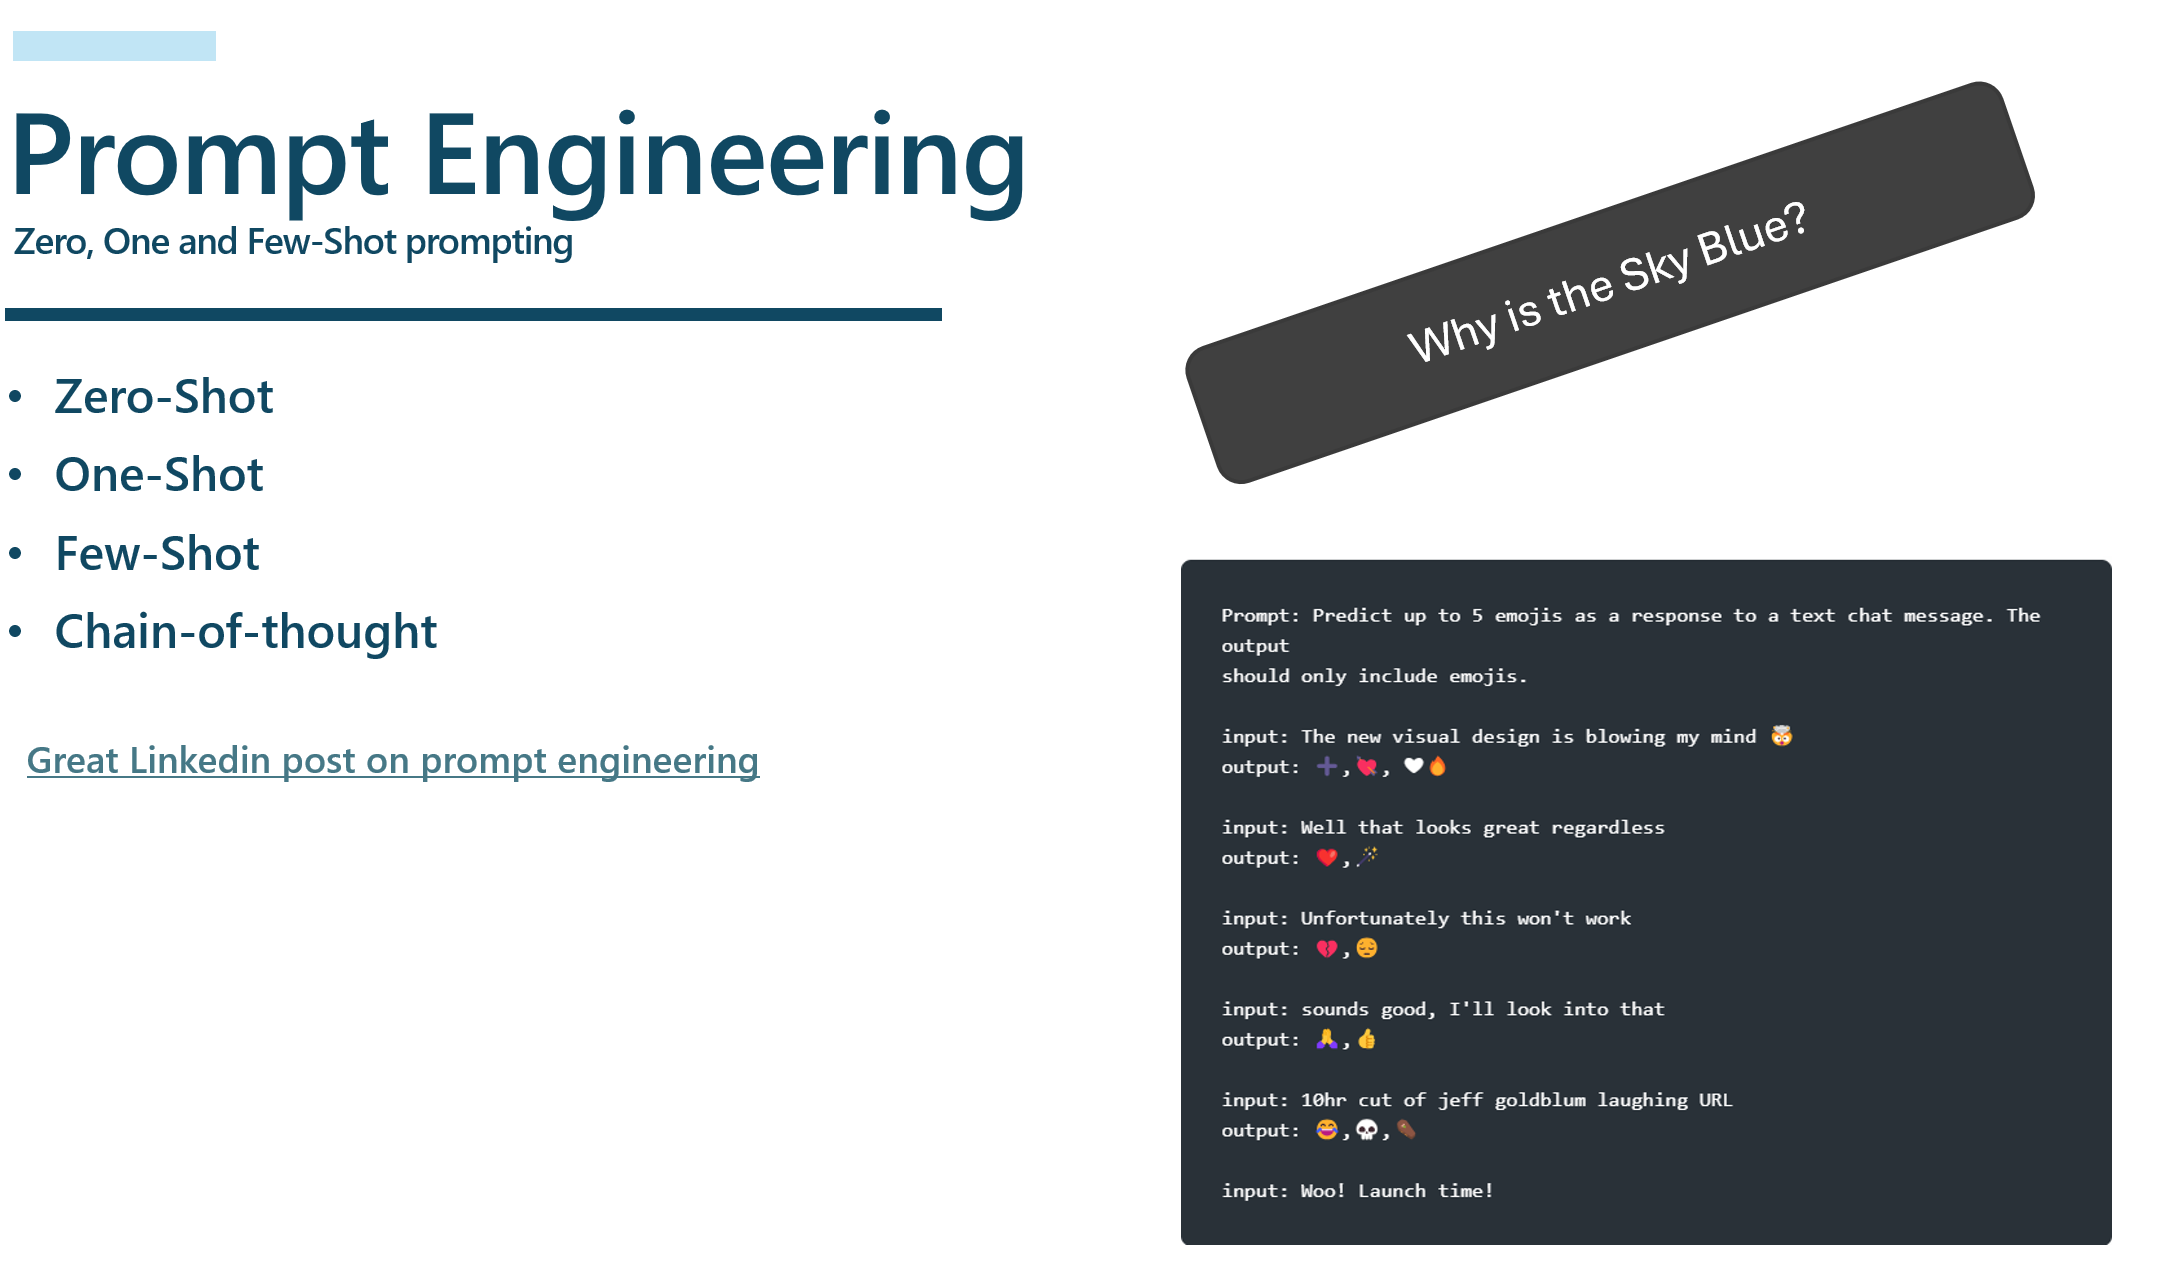 Prompt Engineering
Zero, One and Few-Shot prompting
• Zero-Shot
• One-Shot
• Few-Shot
• Chain-of-thought
Great Linkedin post on prompt engineering
Why is the Sky Blue?
Prompt: Predict up to 5 emojis as a response to a text chat message. The
output
should only include emojis.
input: The new visual design is blowing my mind 🤯
output: ➕,💘, 🤍🔥
input: Well that looks great regardless
output: ❤️,🪄
input: Unfortunately this won't work
output: 💔,😔
input: sounds good, I'll look into that
output: 🙏,👍
input: 10hr cut of jeff goldblum laughing URL
output: 😂,💀,⚰️
input: Woo! Launch time!